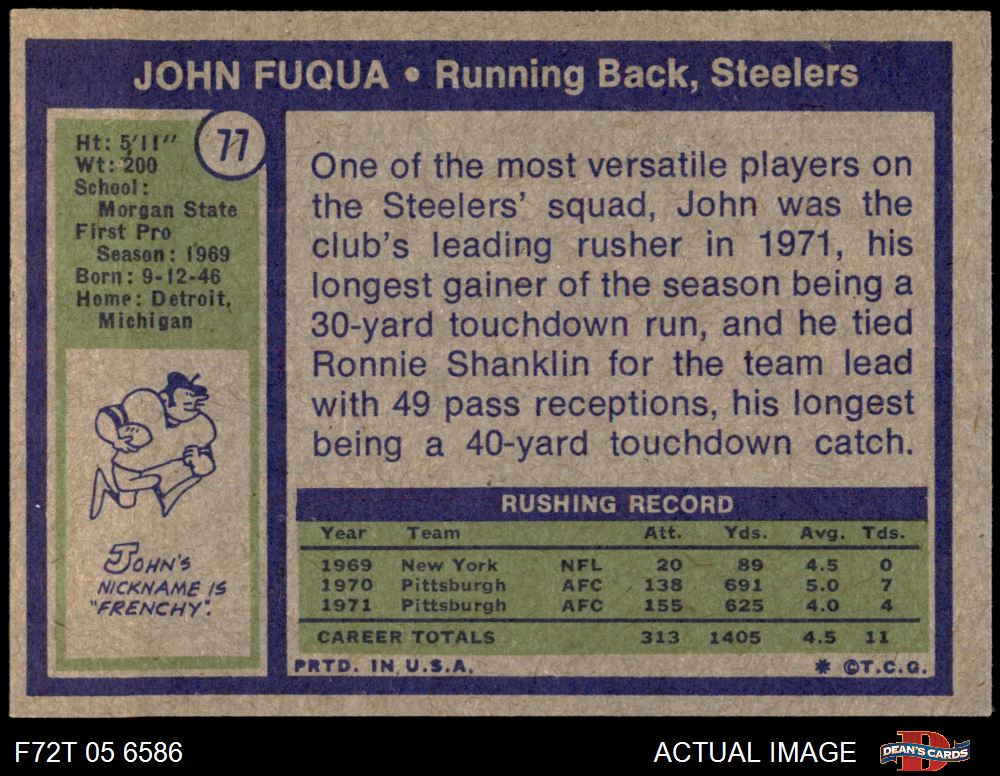 JOHN FUQUA • Running Back, Steelers
77
Ht: 5'11"
Wt: 200
School:
Morgan State
First Pro
Season: 1969
Born: 9-12-46
Home: Detroit,
Michigan
JOHN'S
NICKNAME IS
"FRENCHY".
One of the most versatile players on
the Steelers' squad, John was the
club's leading rusher in 1971, his
longest gainer of the season being a
30-yard touchdown run, and he tied
Ronnie Shanklin for the team lead
with 49 pass receptions, his longest
being a 40-yard touchdown catch.
RUSHING RECORD
Year Team Att. Yds. Avg. Tds.
1969 New York NFL 20 89 4.5 0
1970 Pittsburgh AFC 138 691 5.0 7
1971 Pittsburgh AFC 155 625 4.0 4
CAREER TOTALS 313 1405 4.5 11
PRTD. IN U.S.A. * ©T.C.G.
F72T 05 6586 ACTUAL IMAGE D DEAN'S CARDS